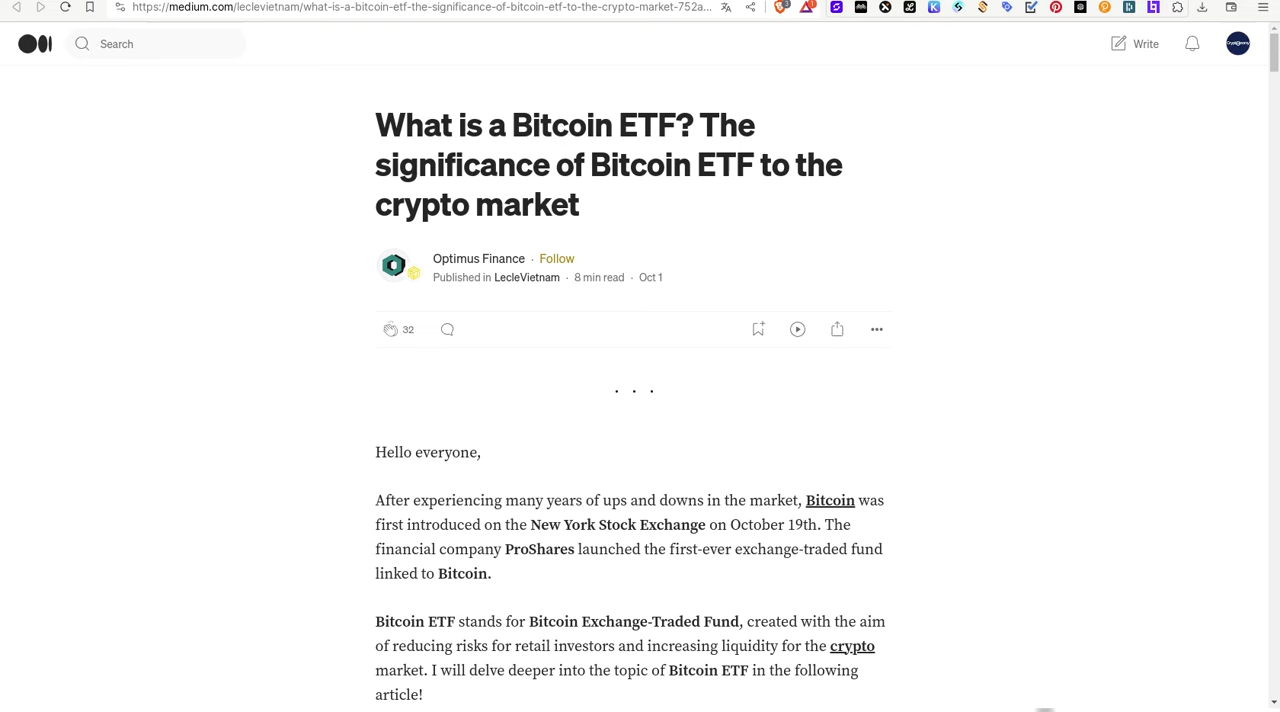 https://medium.com/leclevietnam/what-is-a-bitcoin-etf-the-significance-of-bitcoin-etf-to-the-crypto-market-752a...
3
1
Search
Write
What is a Bitcoin ETF? The
significance of Bitcoin ETF to the
crypto market
Optimus Finance · Follow
Published in LecleVietnam · 8 min read · Oct 1
32
. . .
Hello everyone,
After experiencing many years of ups and downs in the market, Bitcoin was
first introduced on the New York Stock Exchange on October 19th. The
financial company ProShares launched the first-ever exchange-traded fund
linked to Bitcoin.
Bitcoin ETF stands for Bitcoin Exchange-Traded Fund, created with the aim
of reducing risks for retail investors and increasing liquidity for the crypto
market. I will delve deeper into the topic of Bitcoin ETF in the following
article!